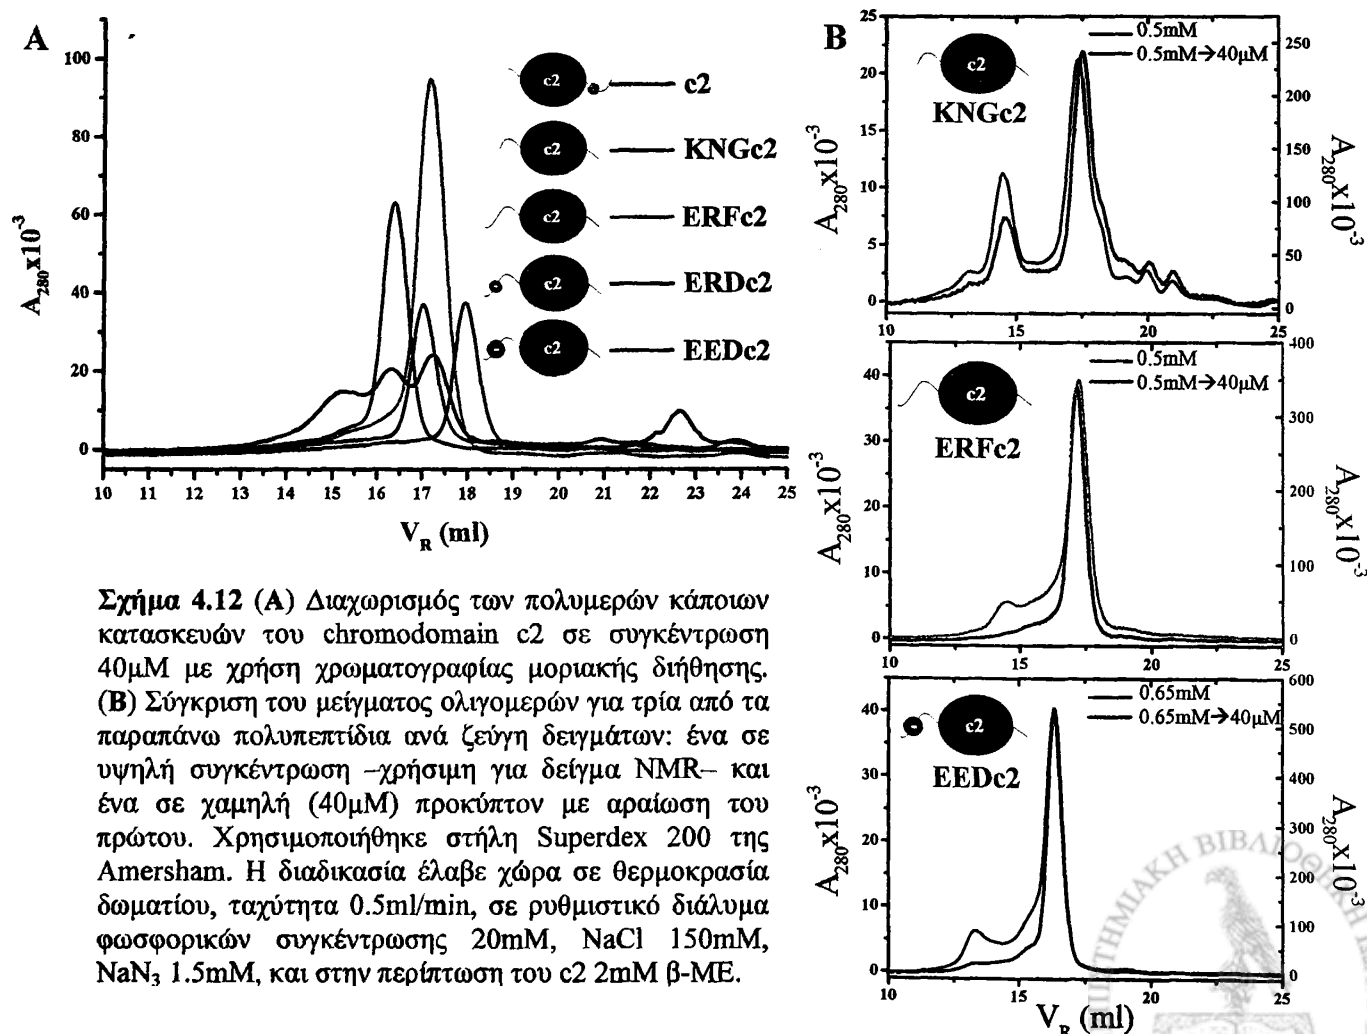 A
100
80
60
40
20
0
A280x10-3
c2 c2
c2 KNGc2
c2 ERFc2
c2 ERDc2
c2 EEDc2
10 11 12 13 14 15 16 17 18 19 20 21 22 23 24 25
VR (ml)
Σχήμα 4.12 (A) Διαχωρισμός των πολυμερών κάποιων
κατασκευών του chromodomain c2 σε συγκέντρωση
40μM με χρήση χρωματογραφίας μοριακής διήθησης.
(B) Σύγκριση του μείγματος ολιγομερών για τρία από τα
παραπάνω πολυπεπτίδια ανά ζεύγη δειγμάτων: ένα σε
υψηλή συγκέντρωση –χρήσιμη για δείγμα NMR– και
ένα σε χαμηλή (40μM) προκύπτον με αραίωση του
πρώτου. Χρησιμοποιήθηκε στήλη Superdex 200 της
Amersham. Η διαδικασία έλαβε χώρα σε θερμοκρασία
δωματίου, ταχύτητα 0.5ml/min, σε ρυθμιστικό διάλυμα
φωσφορικών συγκέντρωσης 20mM, NaCl 150mM,
NaN3 1.5mM, και στην περίπτωση του c2 2mM β-ME.
B
25
20
15
10
5
0
A280x10-3
c2
KNGc2
0.5mM
0.5mM→40μM
250
200
150
100
50
0
A280x10-3
10 15 20 25
40
30
20
10
0
A280x10-3
c2
ERFc2
0.5mM
0.5mM→40μM
400
300
200
100
0
A280x10-3
10 15 20 25
40
30
20
10
0
A280x10-3
c2
EEDc2
0.65mM
0.65mM→40μM
600
500
400
300
200
100
0
A280x10-3
10 15 20 25
VR (ml)